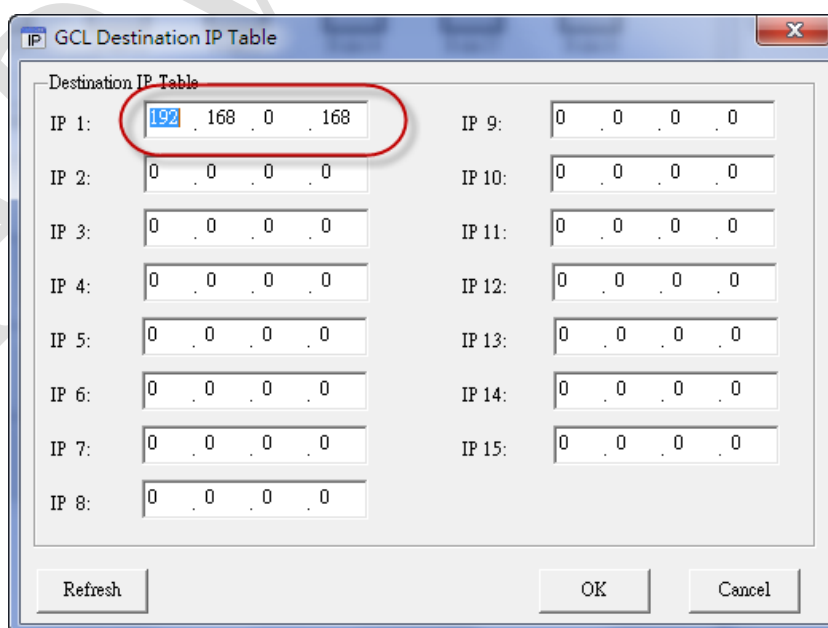 IP GCL Destination IP Table
X
Destination IP Table
IP 1: 192 . 168 . 0 . 168
IP 2: 0 . 0 . 0 . 0
IP 3: 0 . 0 . 0 . 0
IP 4: 0 . 0 . 0 . 0
IP 5: 0 . 0 . 0 . 0
IP 6: 0 . 0 . 0 . 0
IP 7: 0 . 0 . 0 . 0
IP 8: 0 . 0 . 0 . 0
IP 9: 0 . 0 . 0 . 0
IP 10: 0 . 0 . 0 . 0
IP 11: 0 . 0 . 0 . 0
IP 12: 0 . 0 . 0 . 0
IP 13: 0 . 0 . 0 . 0
IP 14: 0 . 0 . 0 . 0
IP 15: 0 . 0 . 0 . 0
Refresh
OK
Cancel